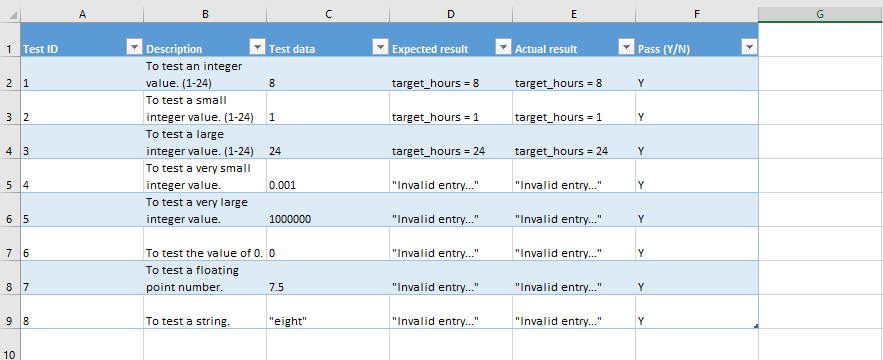 A B C D E F G
1 Test ID Description Test data Expected result Actual result Pass (Y/N)
To test an integer
2 1 value. (1-24) 8 target_hours = 8 target_hours = 8 Y
To test a small
3 2 integer value. (1-24) 1 target_hours = 1 target_hours = 1 Y
To test a large
4 3 integer value. (1-24) 24 target_hours = 24 target_hours = 24 Y
To test a very small
5 4 integer value. 0.001 "Invalid entry..." "Invalid entry..." Y
To test a very large
6 5 integer value. 1000000 "Invalid entry..." "Invalid entry..." Y
7 6 To test the value of 0. 0 "Invalid entry..." "Invalid entry..." Y
To test a floating
8 7 point number. 7.5 "Invalid entry..." "Invalid entry..." Y
9 8 To test a string. "eight" "Invalid entry..." "Invalid entry..." Y
10